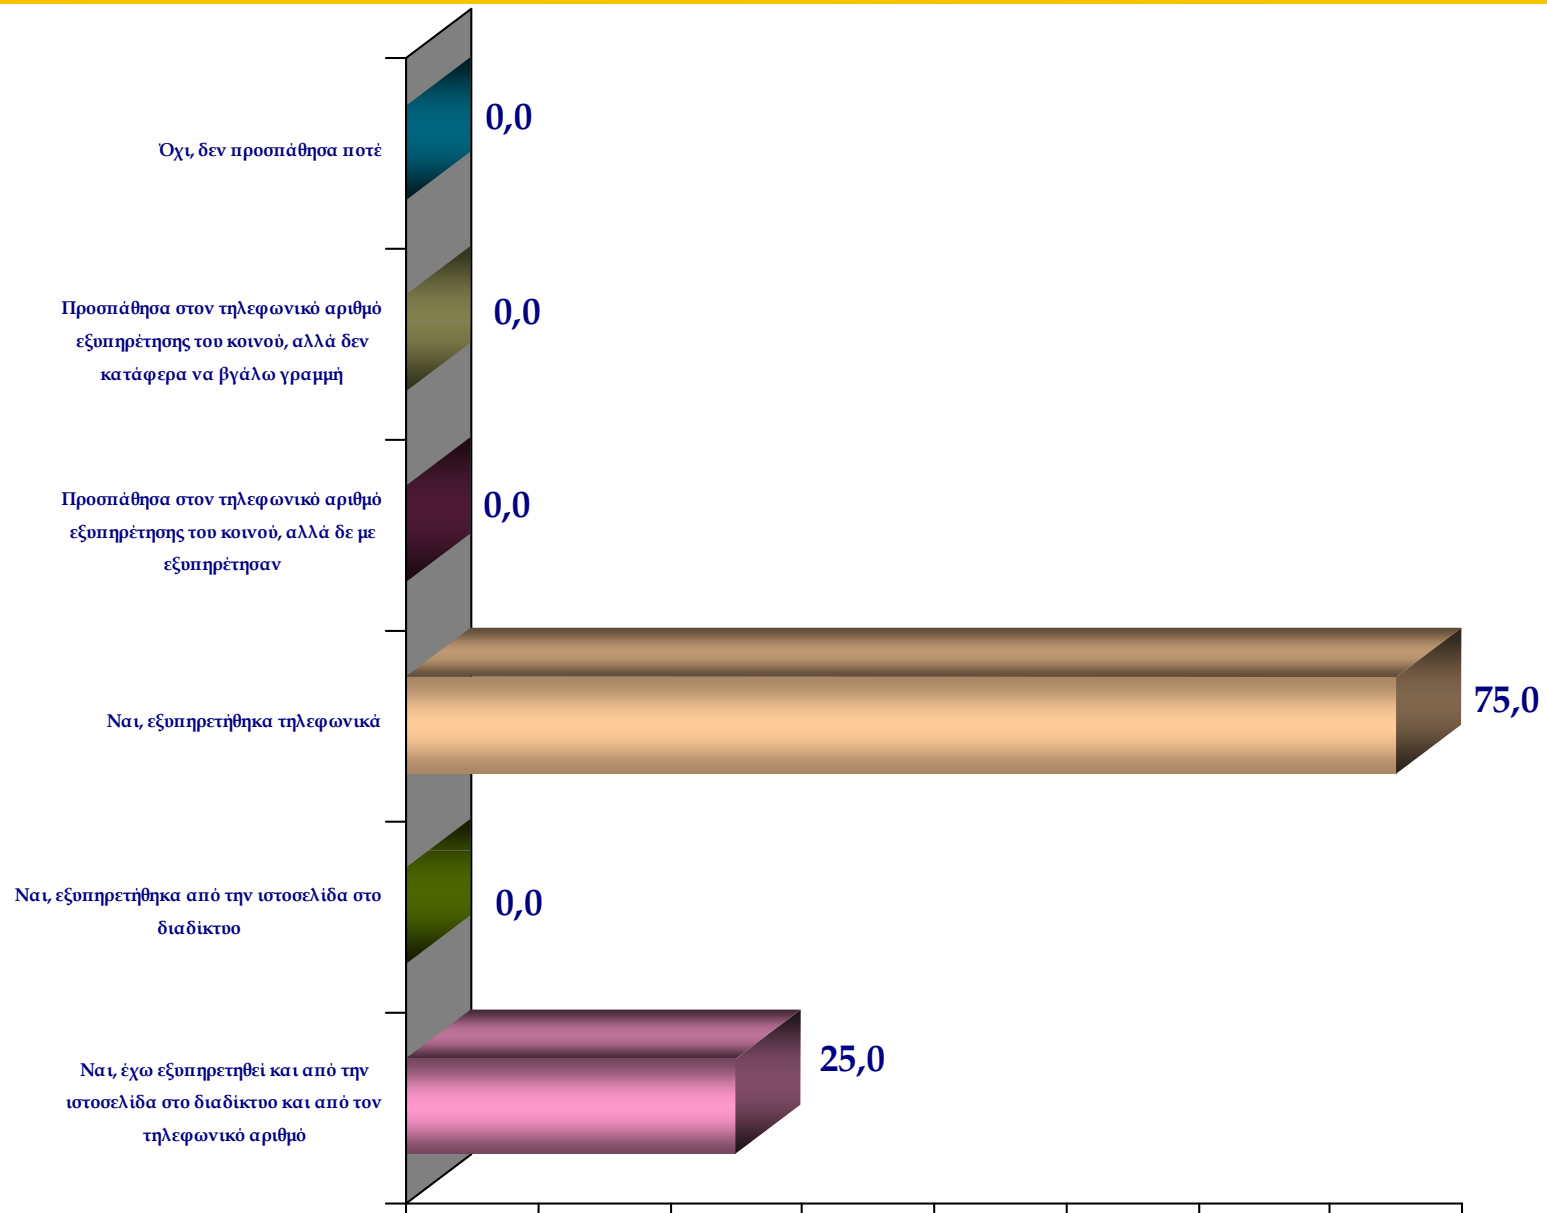 Όχι, δεν προσπάθησα ποτέ
0,0
Προσπάθησα στον τηλεφωνικό αριθμό
εξυπηρέτησης του κοινού, αλλά δεν
κατάφερα να βγάλω γραμμή
0,0
Προσπάθησα στον τηλεφωνικό αριθμό
εξυπηρέτησης του κοινού, αλλά δε με
εξυπηρέτησαν
0,0
Ναι, εξυπηρετήθηκα τηλεφωνικά
75,0
Ναι, εξυπηρετήθηκα από την ιστοσελίδα στο
διαδίκτυο
0,0
Ναι, έχω εξυπηρετηθεί και από την
ιστοσελίδα στο διαδίκτυο και από τον
τηλεφωνικό αριθμό
25,0